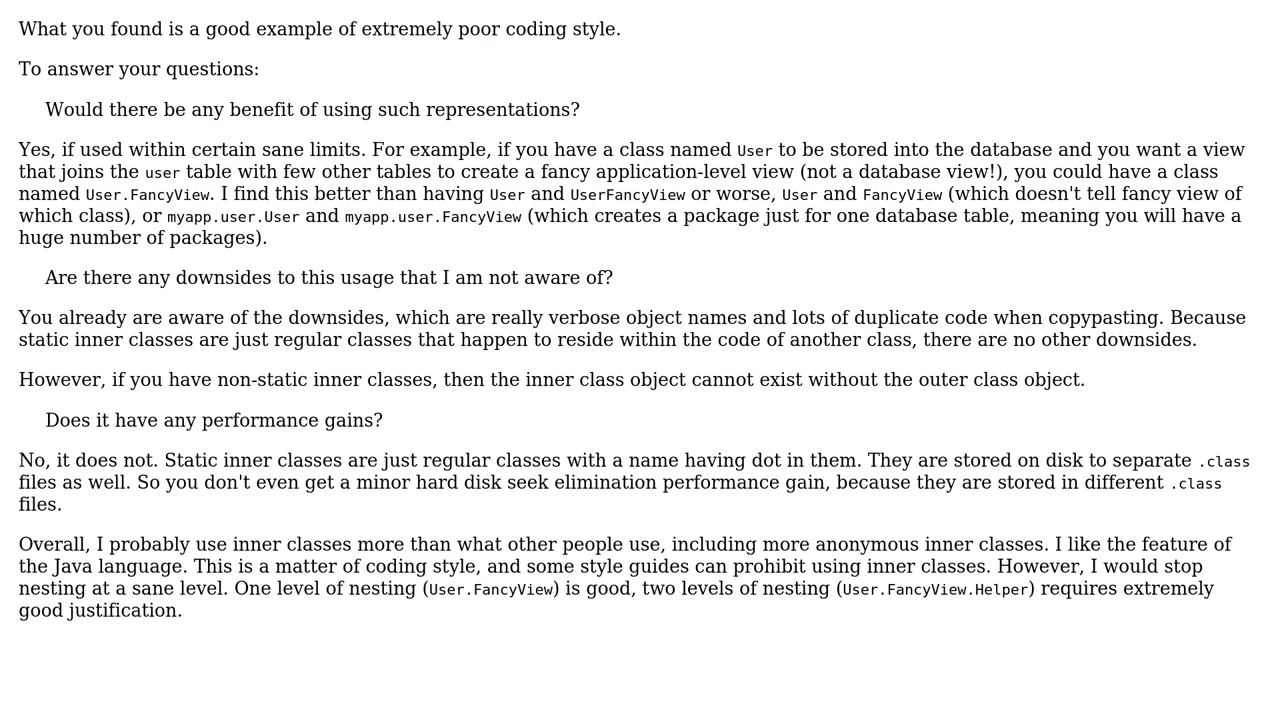 What you found is a good example of extremely poor coding style.
To answer your questions:
Would there be any benefit of using such representations?
Yes, if used within certain sane limits. For example, if you have a class named User to be stored into the database and you want a view
that joins the user table with few other tables to create a fancy application-level view (not a database view!), you could have a class
named User.FancyView. I find this better than having User and UserFancyView or worse, User and FancyView (which doesn't tell fancy view of
which class), or myapp.user.User and myapp.user.FancyView (which creates a package just for one database table, meaning you will have a
huge number of packages).
Are there any downsides to this usage that I am not aware of?
You already are aware of the downsides, which are really verbose object names and lots of duplicate code when copypasting. Because
static inner classes are just regular classes that happen to reside within the code of another class, there are no other downsides.
However, if you have non-static inner classes, then the inner class object cannot exist without the outer class object.
Does it have any performance gains?
No, it does not. Static inner classes are just regular classes with a name having dot in them. They are stored on disk to separate .class
files as well. So you don't even get a minor hard disk seek elimination performance gain, because they are stored in different .class
files.
Overall, I probably use inner classes more than what other people use, including more anonymous inner classes. I like the feature of
the Java language. This is a matter of coding style, and some style guides can prohibit using inner classes. However, I would stop
nesting at a sane level. One level of nesting (User.FancyView) is good, two levels of nesting (User.FancyView.Helper) requires extremely
good justification.